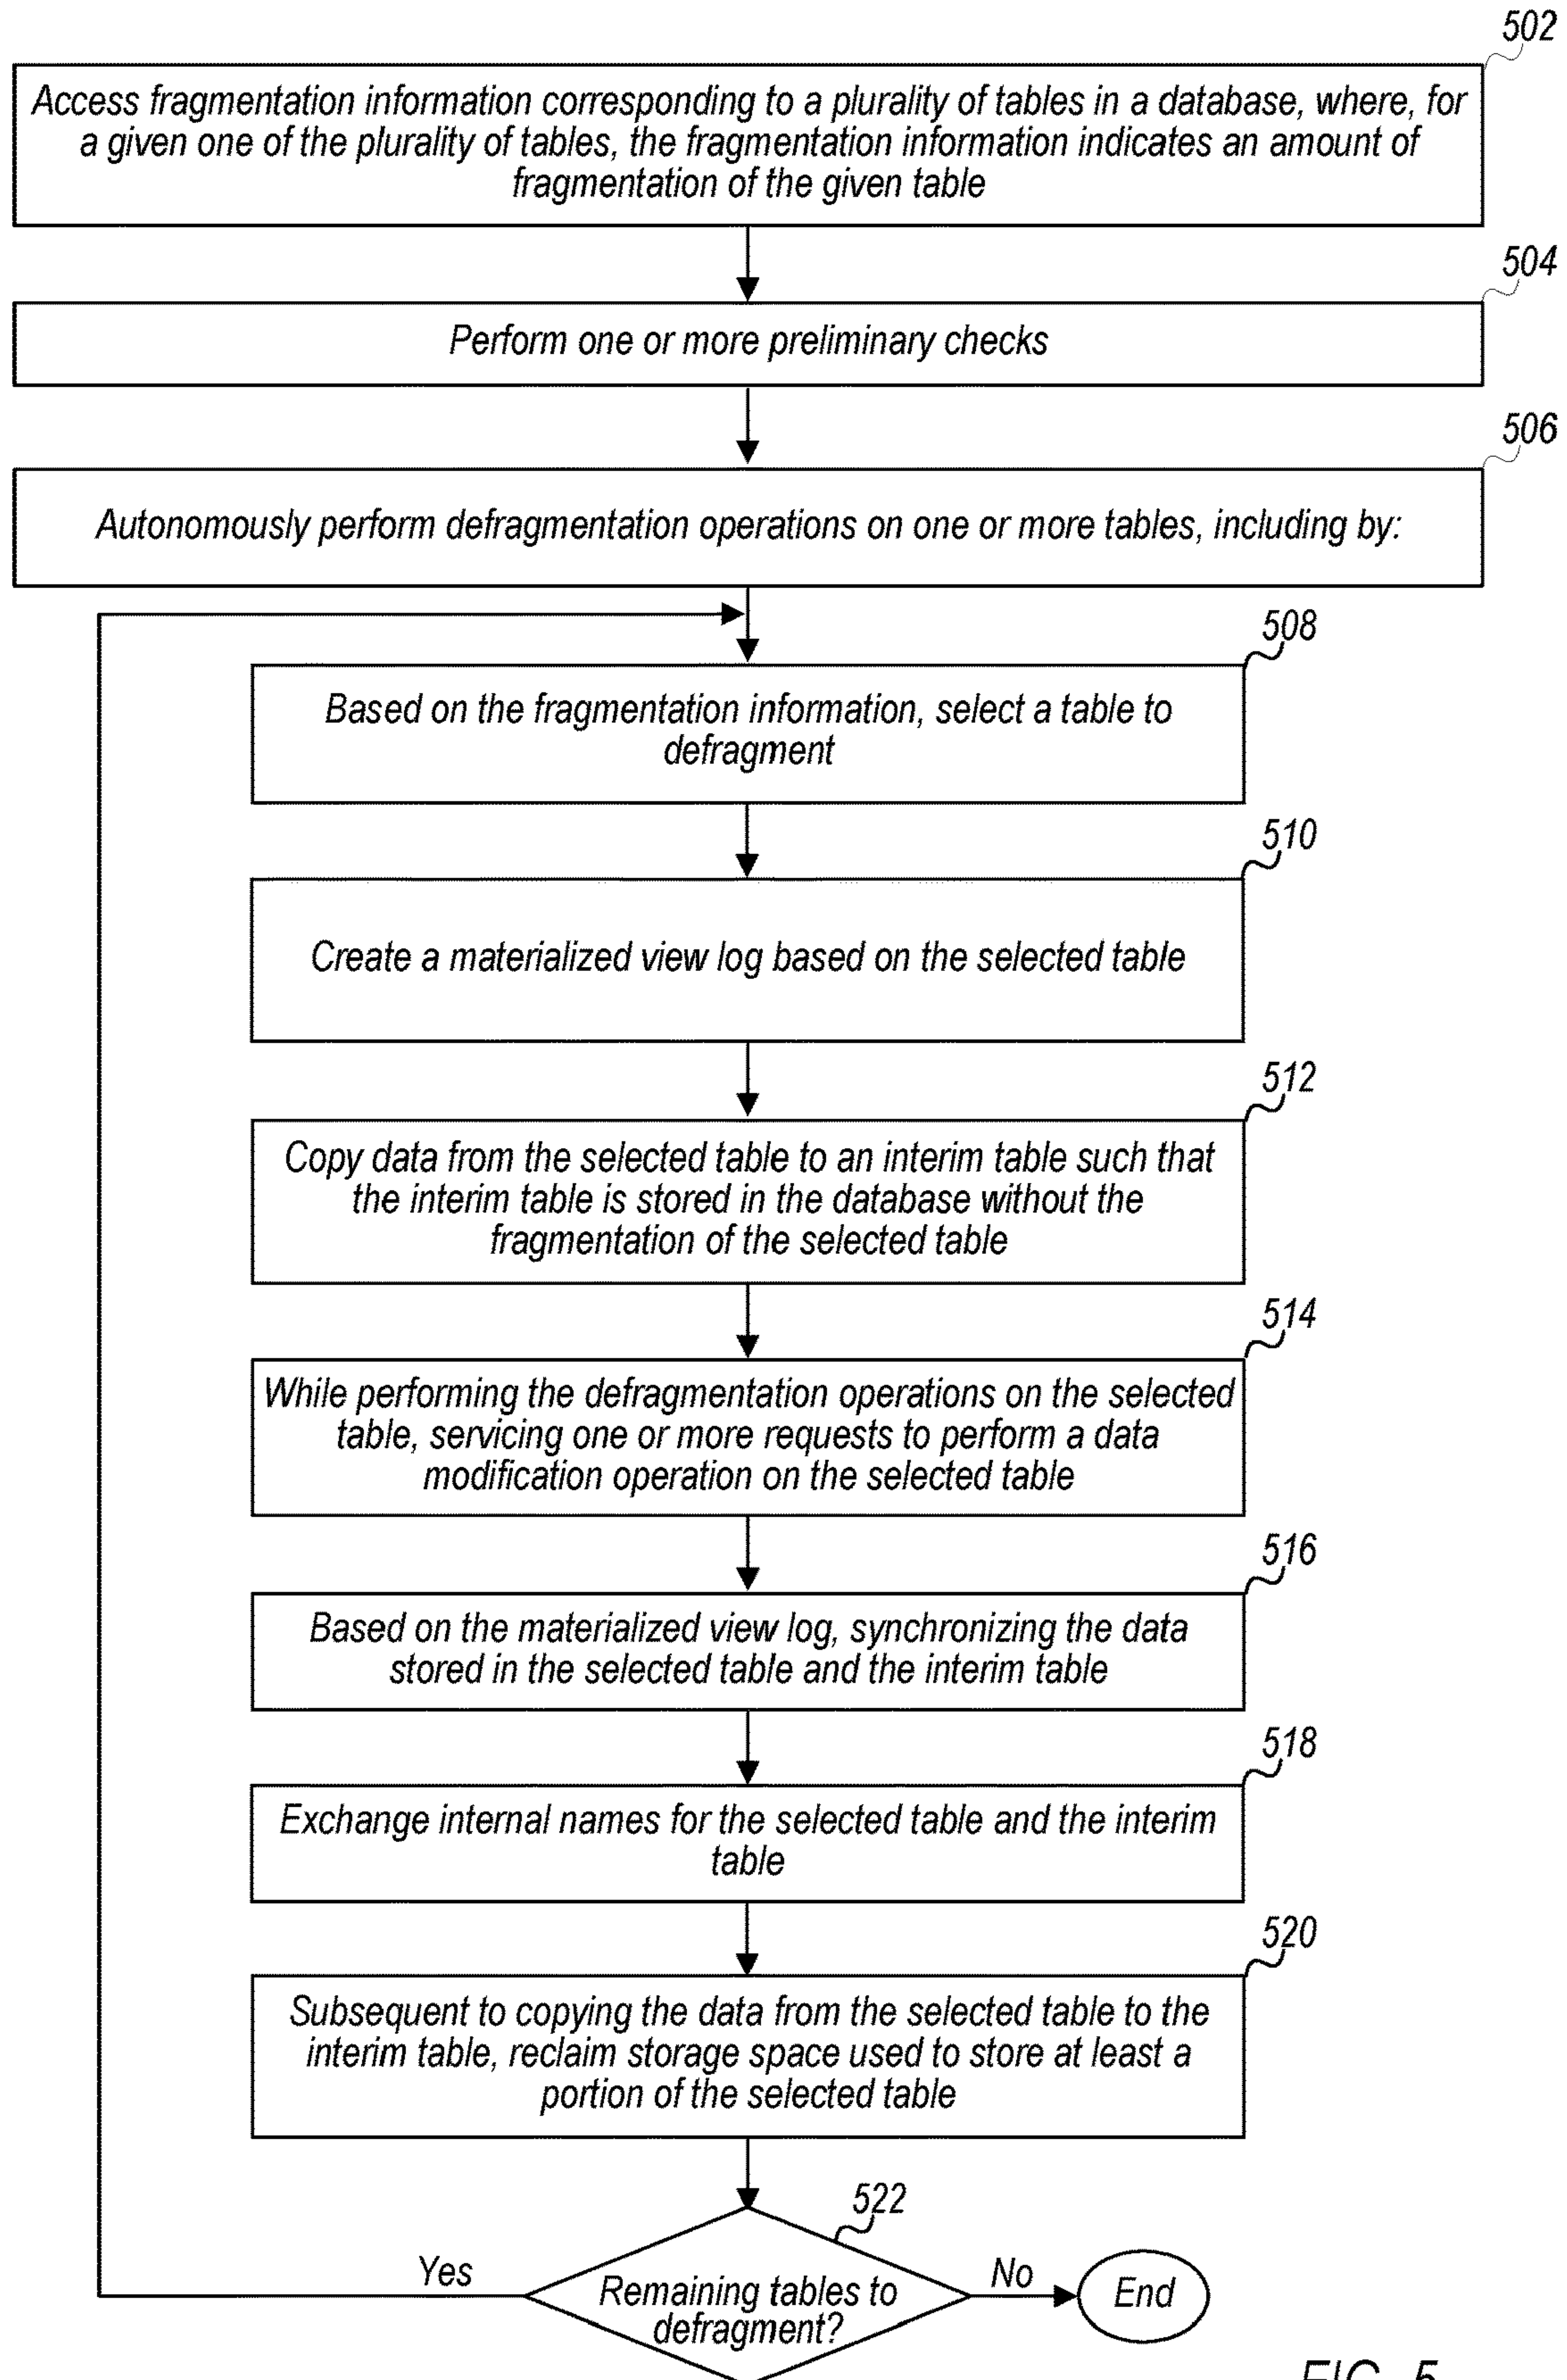 502
Access fragmentation information corresponding to a plurality of tables in a database, where, for
a given one of the plurality of tables, the fragmentation information indicates an amount of
fragmentation of the given table
504
Perform one or more preliminary checks
506
Autonomously perform defragmentation operations on one or more tables, including by:
508
Based on the fragmentation information, select a table to
defragment
510
Create a materialized view log based on the selected table
512
Copy data from the selected table to an interim table such that
the interim table is stored in the database without the
fragmentation of the selected table
514
While performing the defragmentation operations on the selected
table, servicing one or more requests to perform a data
modification operation on the selected table
516
Based on the materialized view log, synchronizing the data
stored in the selected table and the interim table
518
Exchange internal names for the selected table and the interim
table
520
Subsequent to copying the data from the selected table to the
interim table, reclaim storage space used to store at least a
portion of the selected table
522
Yes
Remaining tables to
defragment?
No
End
FIG. 5